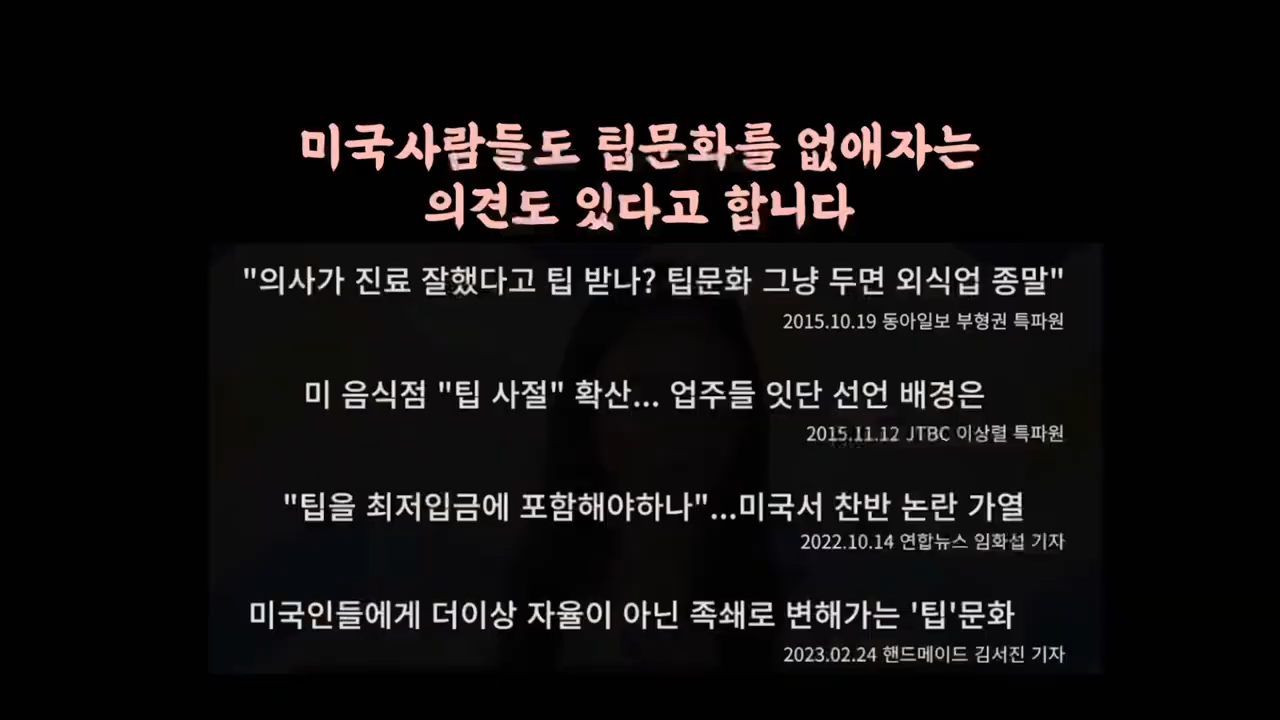 미국사람들도 팁문화를 없애자는
의견도 있다고 합니다
"의사가 진료 잘했다고 팁 받나? 팁문화 그냥 두면 외식업 종말"
2015.10.19 동아일보 부형권 특파원
미 음식점 "팁 사절" 확산... 업주들 잇단 선언 배경은
2015.11.12 JTBC 이상렬 특파원
"팁을 최저입금에 포함해야하나"...미국서 찬반 논란 가열
2022.10.14 연합뉴스 임화섭 기자
미국인들에게 더이상 자율이 아닌 족쇄로 변해가는 '팁'문화
2023.02.24 핸드메이드 김서진 기자